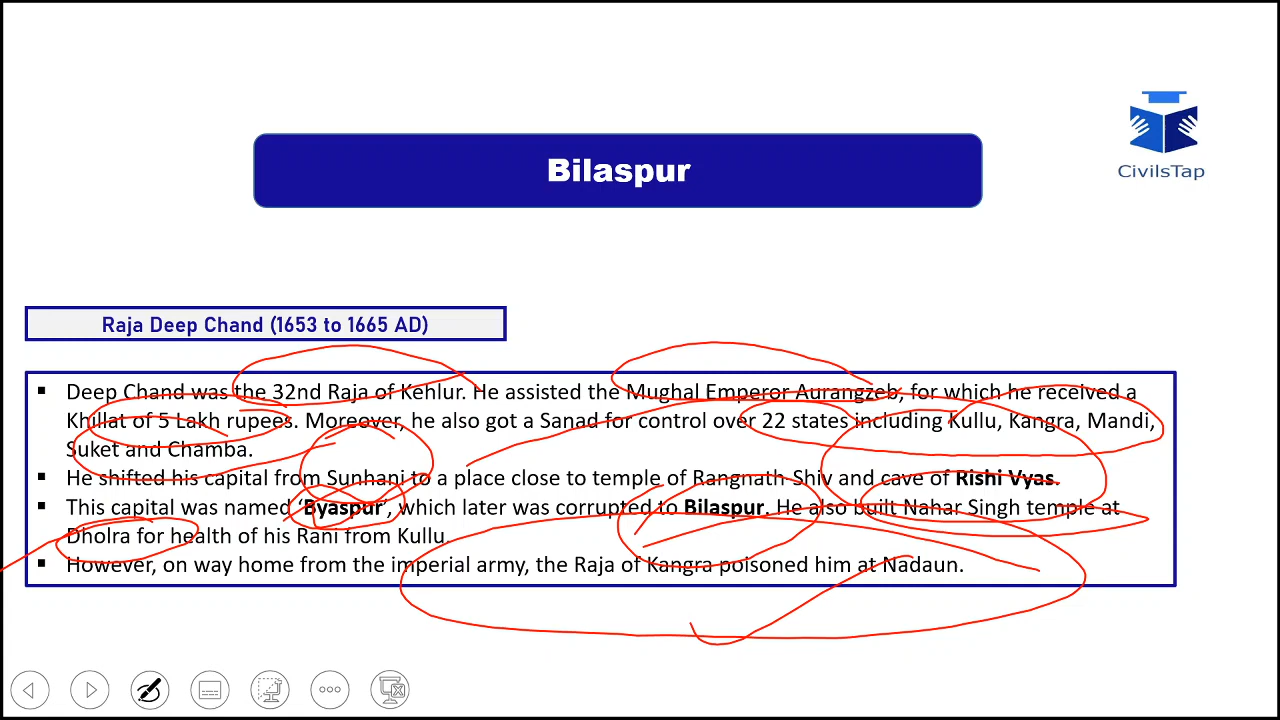 Bilaspur
CivilsTap
Raja Deep Chand (1653 to 1665 AD)
▪ Deep Chand was the 32nd Raja of Kehlur. He assisted the Mughal Emperor Aurangzeb, for which he received a
Khillat of 5 Lakh rupees. Moreover, he also got a Sanad for control over 22 states including Kullu, Kangra, Mandi,
Suket and Chamba.
▪ He shifted his capital from Sunhani to a place close to temple of Rangnath-Shiv and cave of Rishi Vyas.
▪ This capital was named ‘Byaspur’, which later was corrupted to Bilaspur. He also built Nahar Singh temple at
Dholra for health of his Rani from Kullu.
▪ However, on way home from the imperial army, the Raja of Kangra poisoned him at Nadaun.